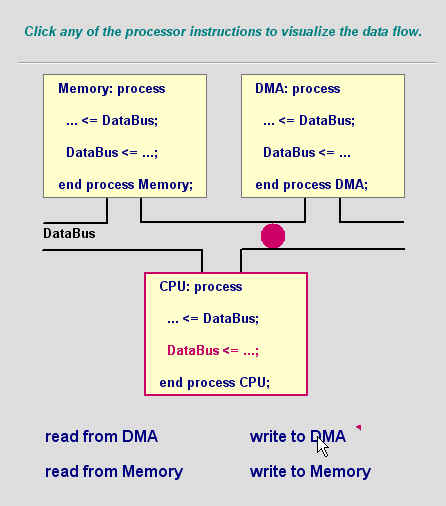 Click any of the processor instructions to visualize the data flow.
Memory: process
... <= DataBus;
DataBus <= ...;
end process Memory;
DMA: process
... <= DataBus;
DataBus <= ...
end process DMA;
DataBus
CPU: process
... <= DataBus;
DataBus <= ...;
end process CPU;
read from DMA
write to DMA
read from Memory
write to Memory